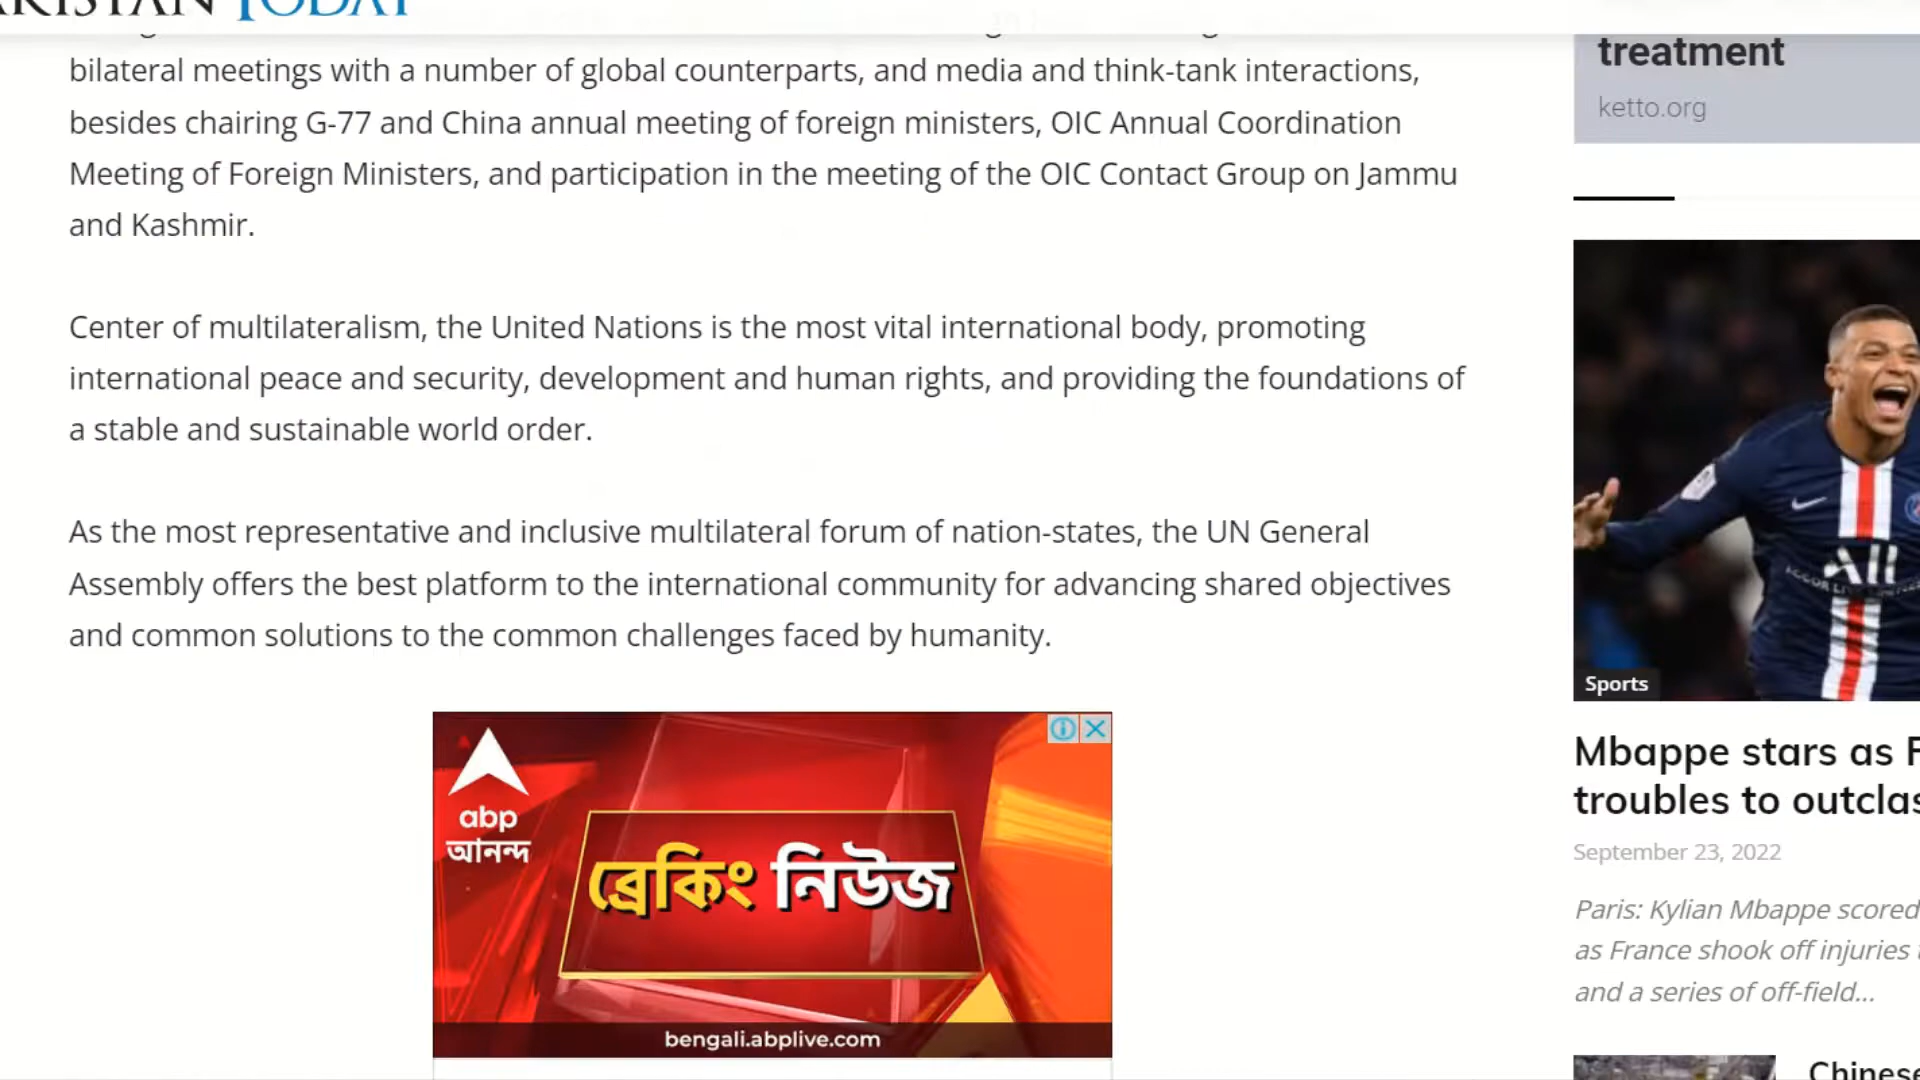 PAKISTAN TODAY
bilateral meetings with a number of global counterparts, and media and think-tank interactions,
besides chairing G-77 and China annual meeting of foreign ministers, OIC Annual Coordination
Meeting of Foreign Ministers, and participation in the meeting of the OIC Contact Group on Jammu
and Kashmir.
Center of multilateralism, the United Nations is the most vital international body, promoting
international peace and security, development and human rights, and providing the foundations of
a stable and sustainable world order.
As the most representative and inclusive multilateral forum of nation-states, the UN General
Assembly offers the best platform to the international community for advancing shared objectives
and common solutions to the common challenges faced by humanity.
abp
আনন্দ
ব্রেকিং নিউজ
bengali.abplive.com
treatment
ketto.org
ALL
Sports
Mbappe stars as
troubles to
September 23, 2022
Paris: Kylian Mbappe scored
as France shook off injuries
and a series of off-field...
Chinese